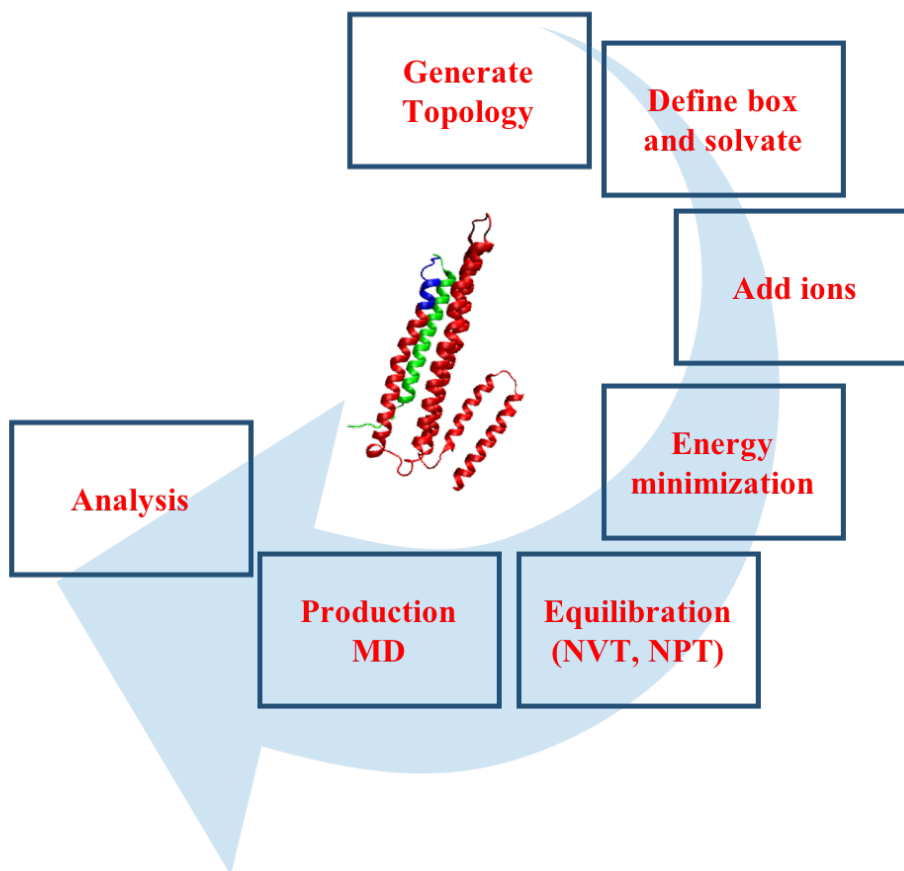 Generate
Topology
Define box
and solvate
Add ions
Energy
minimization
Equilibration
(NVT, NPT)
Production
MD
Analysis